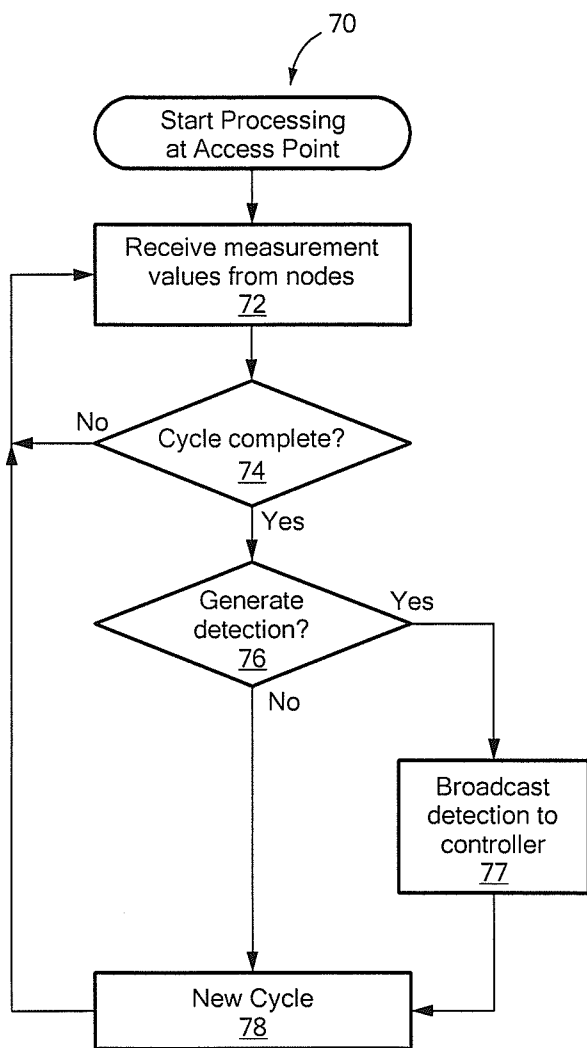 70
Start Processing
at Access Point
Receive measurement
values from nodes
72
No
Cycle complete?
74
Yes
Generate
detection?
76
Yes
No
Broadcast
detection to
controller
77
New Cycle
78